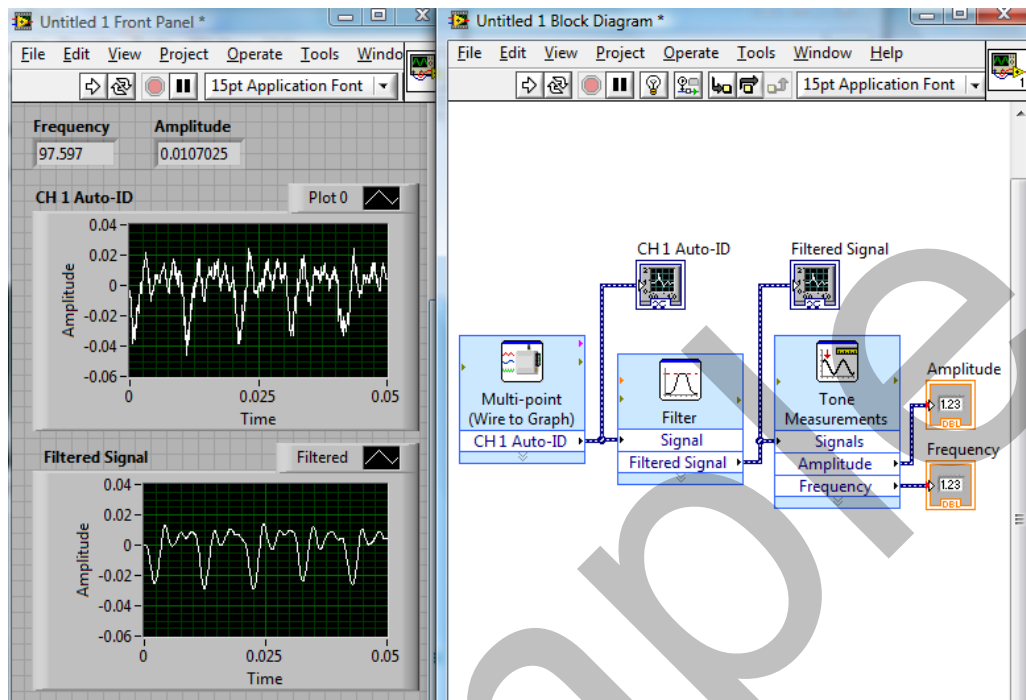 Untitled 1 Front Panel *
File Edit View Project Operate Tools Windo
15pt Application Font
Frequency Amplitude
97.597 0.0107025
CH 1 Auto-ID Plot 0
0.04
0.02
0
-0.02
-0.04
-0.06
Amplitude
0 0.025 0.05
Time
Filtered Signal Filtered
0.04
0.02
0
-0.02
-0.04
-0.06
Amplitude
0 0.025 0.05
Time
Untitled 1 Block Diagram *
File Edit View Project Operate Tools Window Help
15pt Application Font
1
CH 1 Auto-ID
Filtered Signal
Multi-point
(Wire to Graph)
CH 1 Auto-ID
Filter
Signal
Filtered Signal
Tone
Measurements
Signals
Amplitude
Frequency
Amplitude
1.23
DBL
Frequency
1.23
DBL